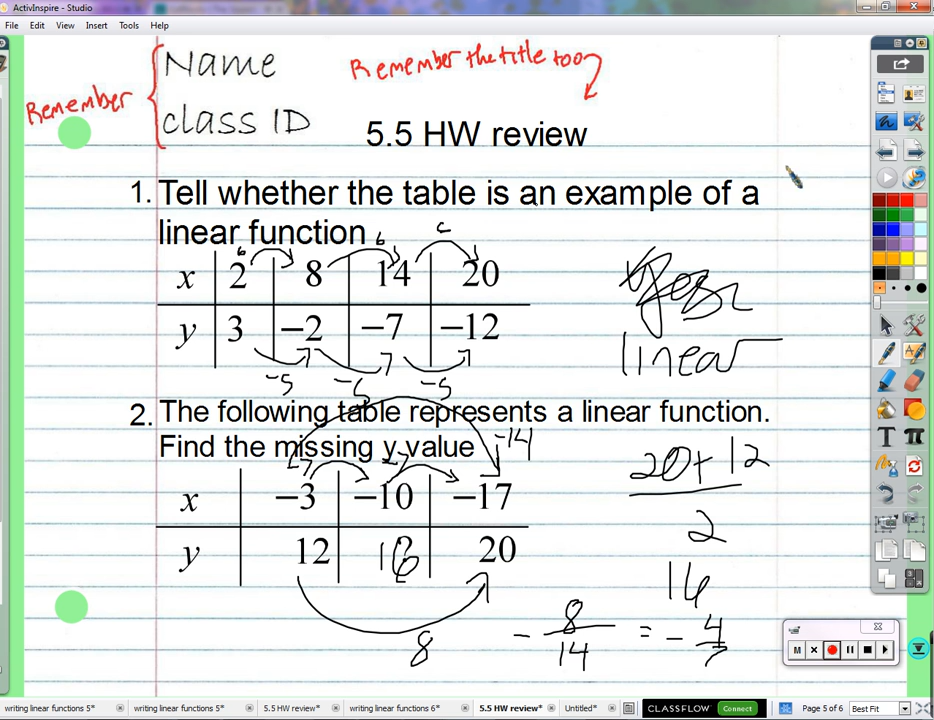 ActivInspire - Studio
File Edit View Insert Tools Help
Name
Remember the title too
Remember
class ID
5.5 HW review
1. Tell whether the table is an example of a
linear function
6 6
x 2 8 14 20
y 3 −2 −7 −12
linear
-5 -5 -5
2. The following table represents a linear function.
Find the missing y value
-14
-7 -7
x −3 −10 −17
y 12 16 20
20+12
2
16
8
- 8/14 = - 4/7
M
writing linear functions 5* writing linear functions 5* 5.5 HW review* writing linear functions 6* 5.5 HW review* Untitled* CLASSFLOW Connect Page 5 of 6 Best Fit